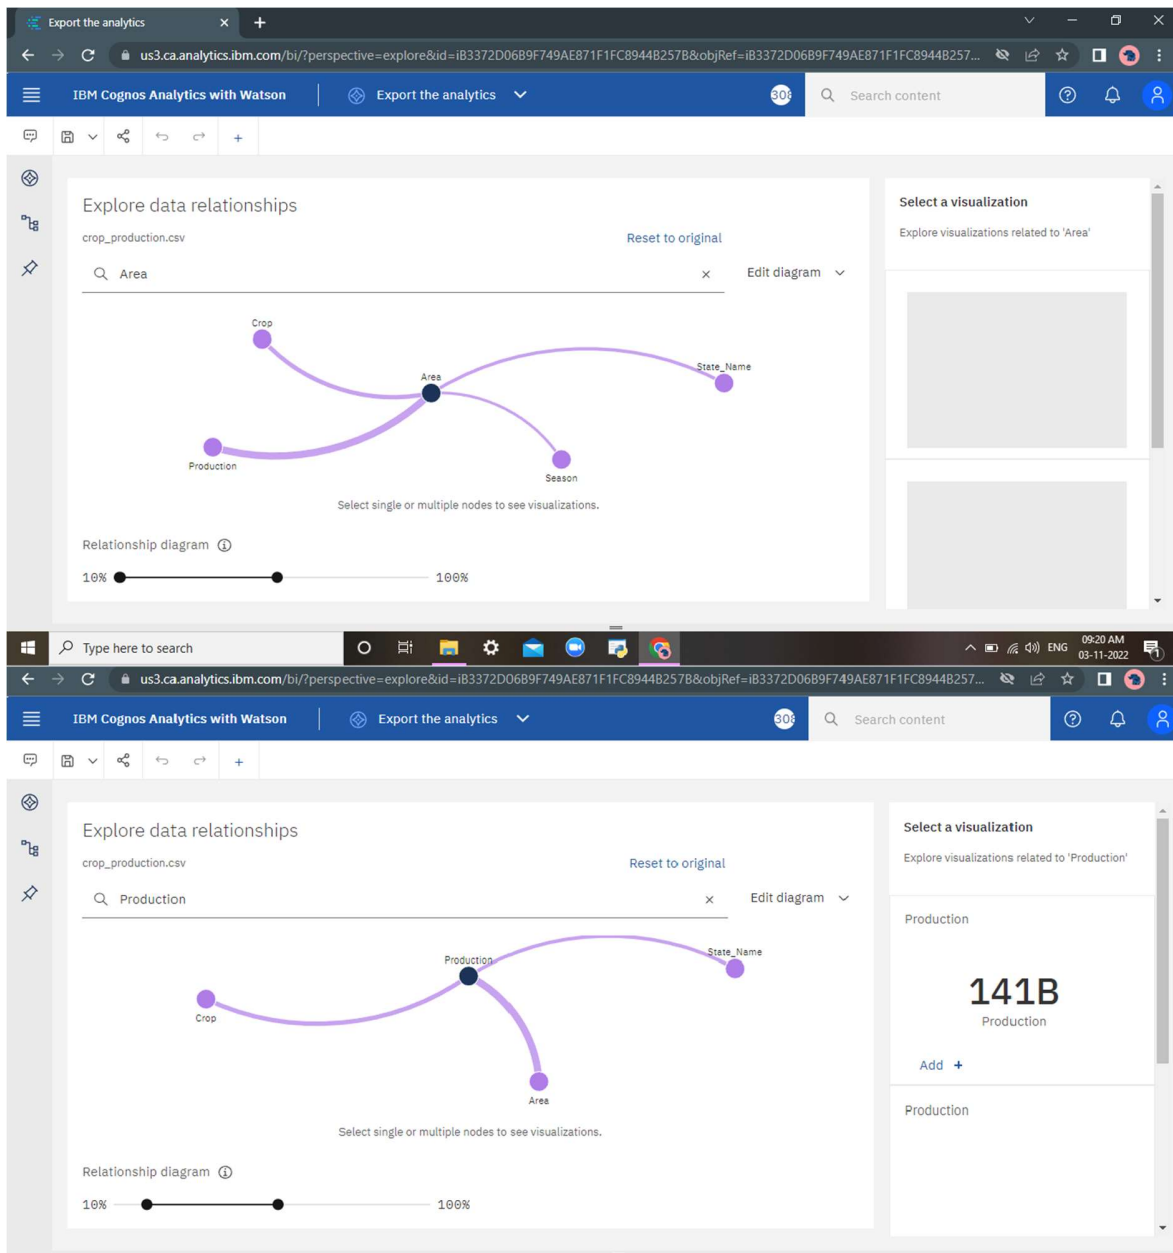 Export the analytics
us3.ca.analytics.ibm.com/bi/?perspective=explore&id=iB3372D06B9F749AE871F1FC8944B257B&objRef=iB3372D06B9F749AE871F1FC8944B257...
IBM Cognos Analytics with Watson Export the analytics 308 Search content
Explore data relationships
crop_production.csv Reset to original
Area Edit diagram
Select a visualization
Explore visualizations related to 'Area'
Crop
Area
State_Name
Production
Season
Select single or multiple nodes to see visualizations.
Relationship diagram
10% 100%
Type here to search ENG 09:20 AM
03-11-2022
1
us3.ca.analytics.ibm.com/bi/?perspective=explore&id=iB3372D06B9F749AE871F1FC8944B257B&objRef=iB3372D06B9F749AE871F1FC8944B257...
IBM Cognos Analytics with Watson Export the analytics 308 Search content
Explore data relationships
crop_production.csv Reset to original
Production Edit diagram
Select a visualization
Explore visualizations related to 'Production'
Production
State_Name
Crop
Area
Select single or multiple nodes to see visualizations.
Relationship diagram
10% 100%
Production
141B
Production
Add +
Production